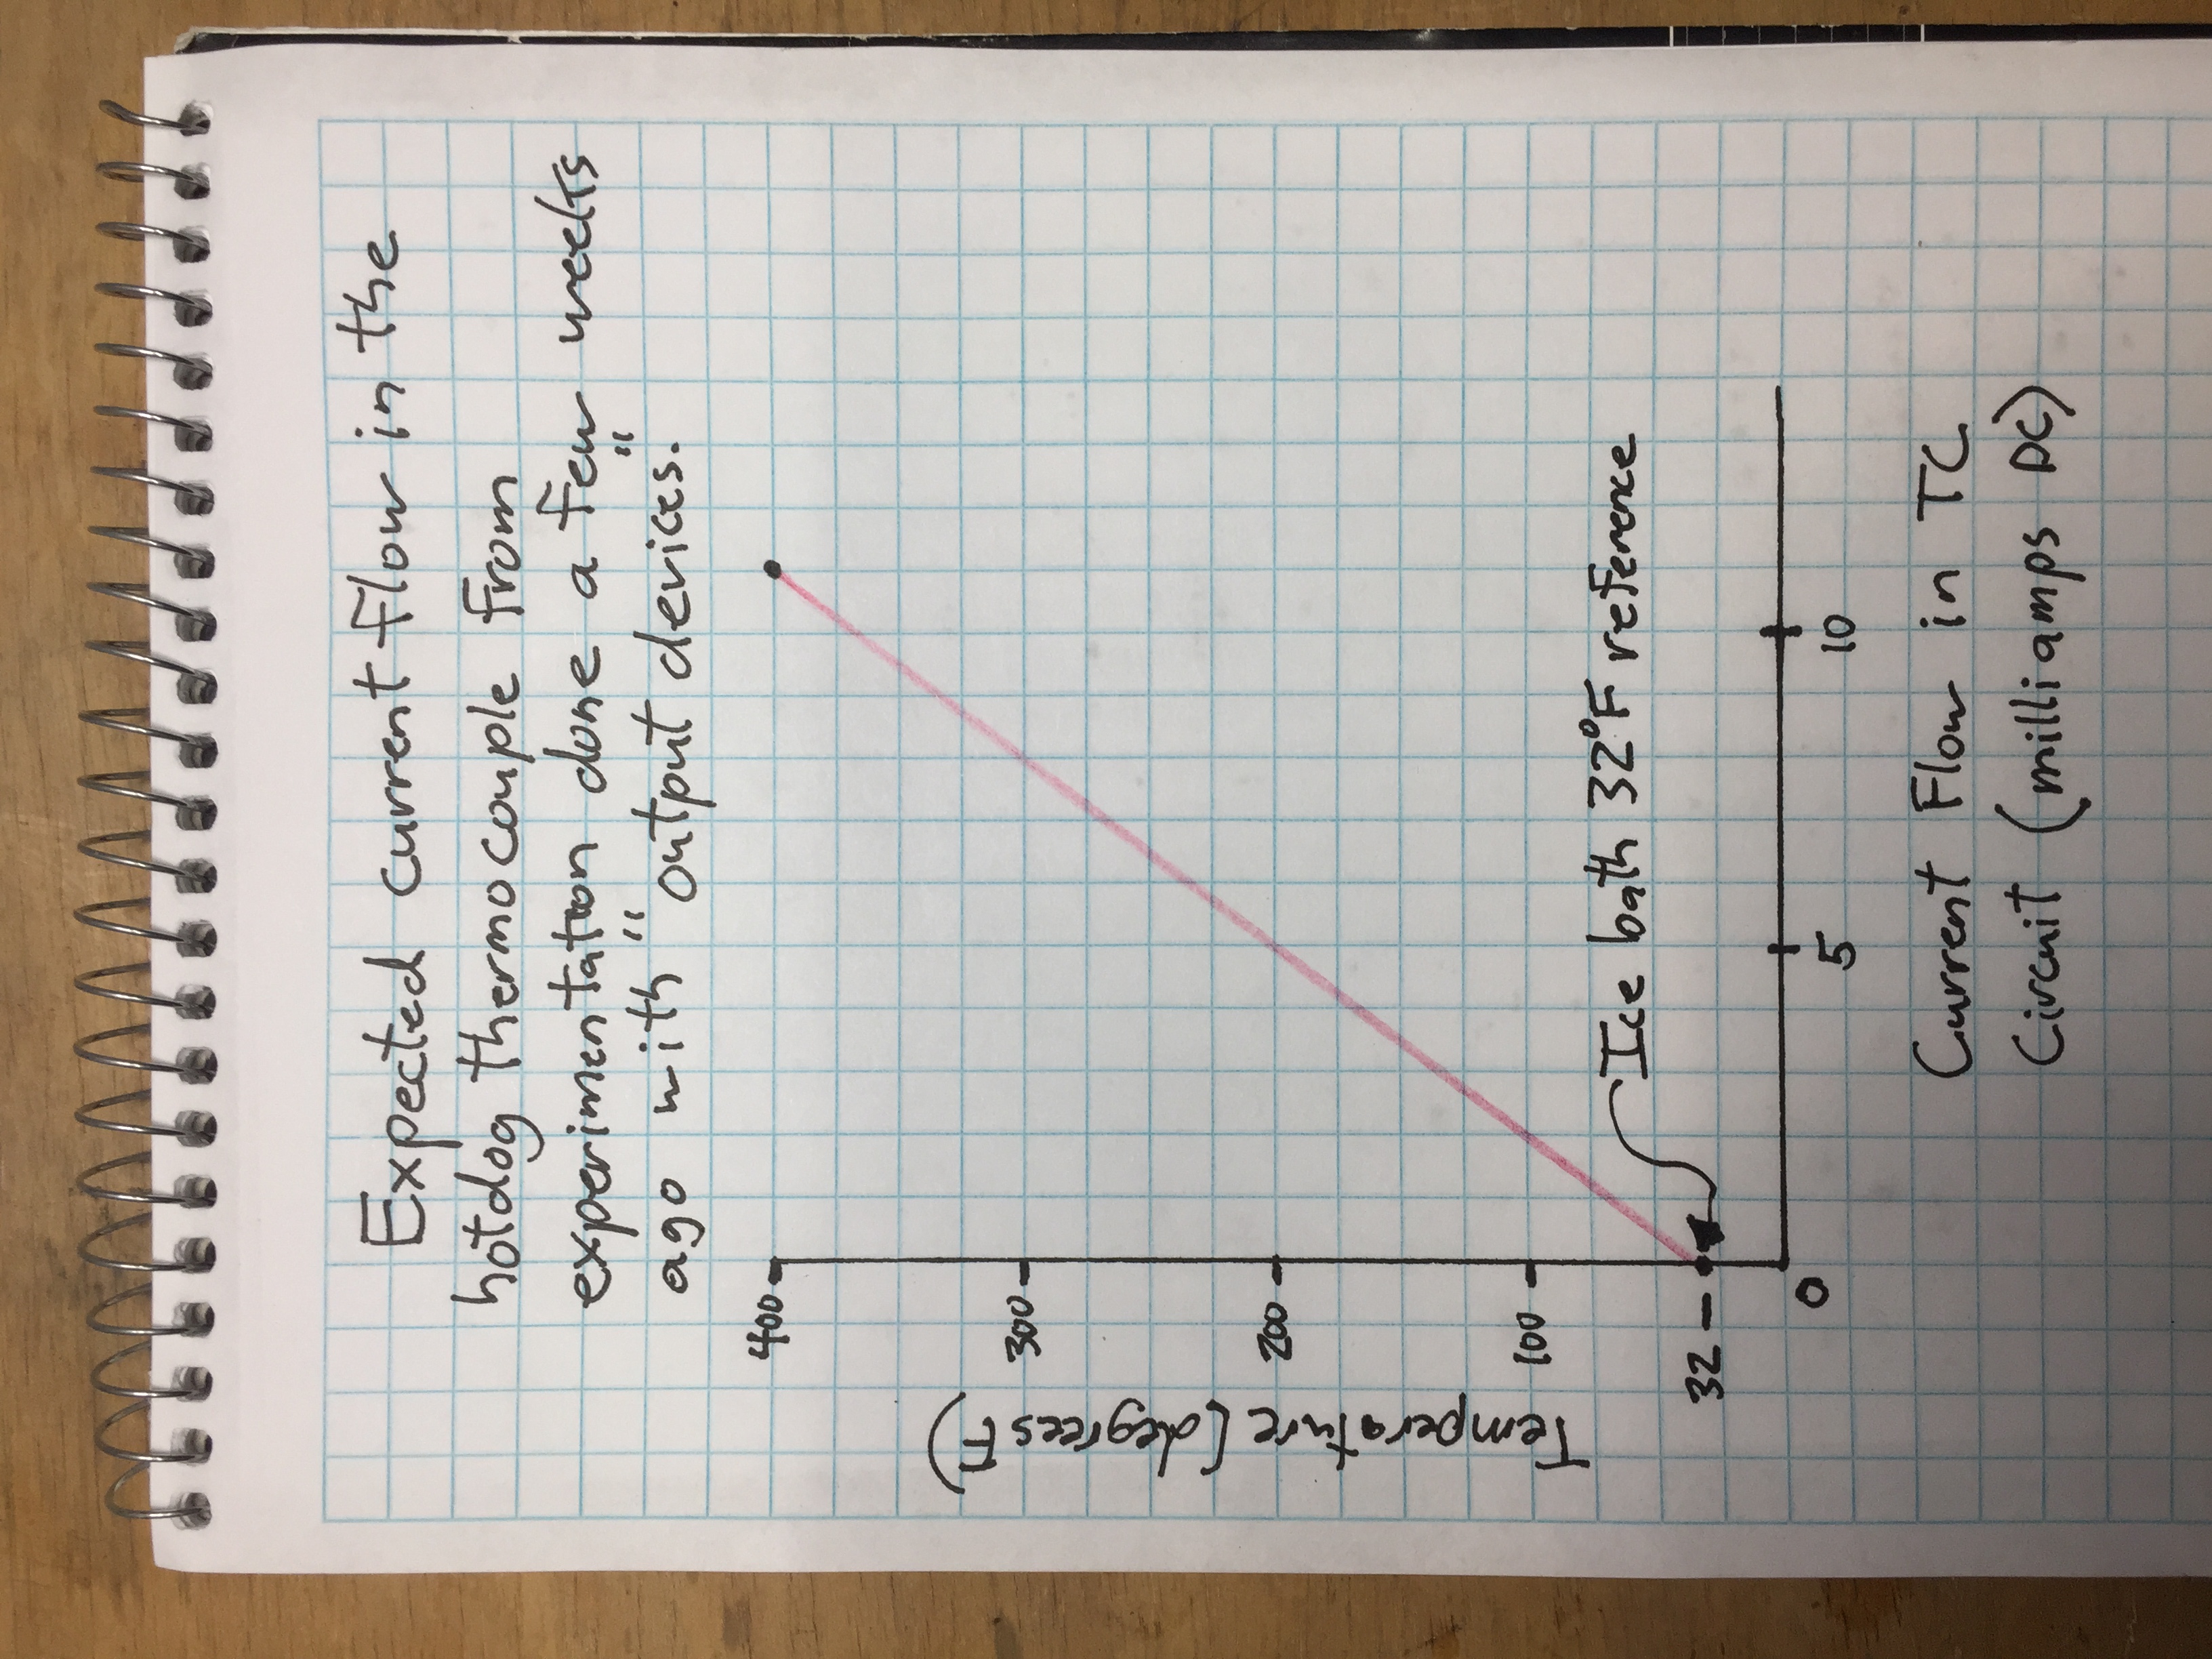 Expected current flow in the
hotdog thermocouple from
experimentation done a few weeks
ago with "output devices."
400
300
200
100
32
Temperature (degrees F)
Ice bath 32°F reference
0
5
10
Current Flow in TC
Circuit (milliamps DC)